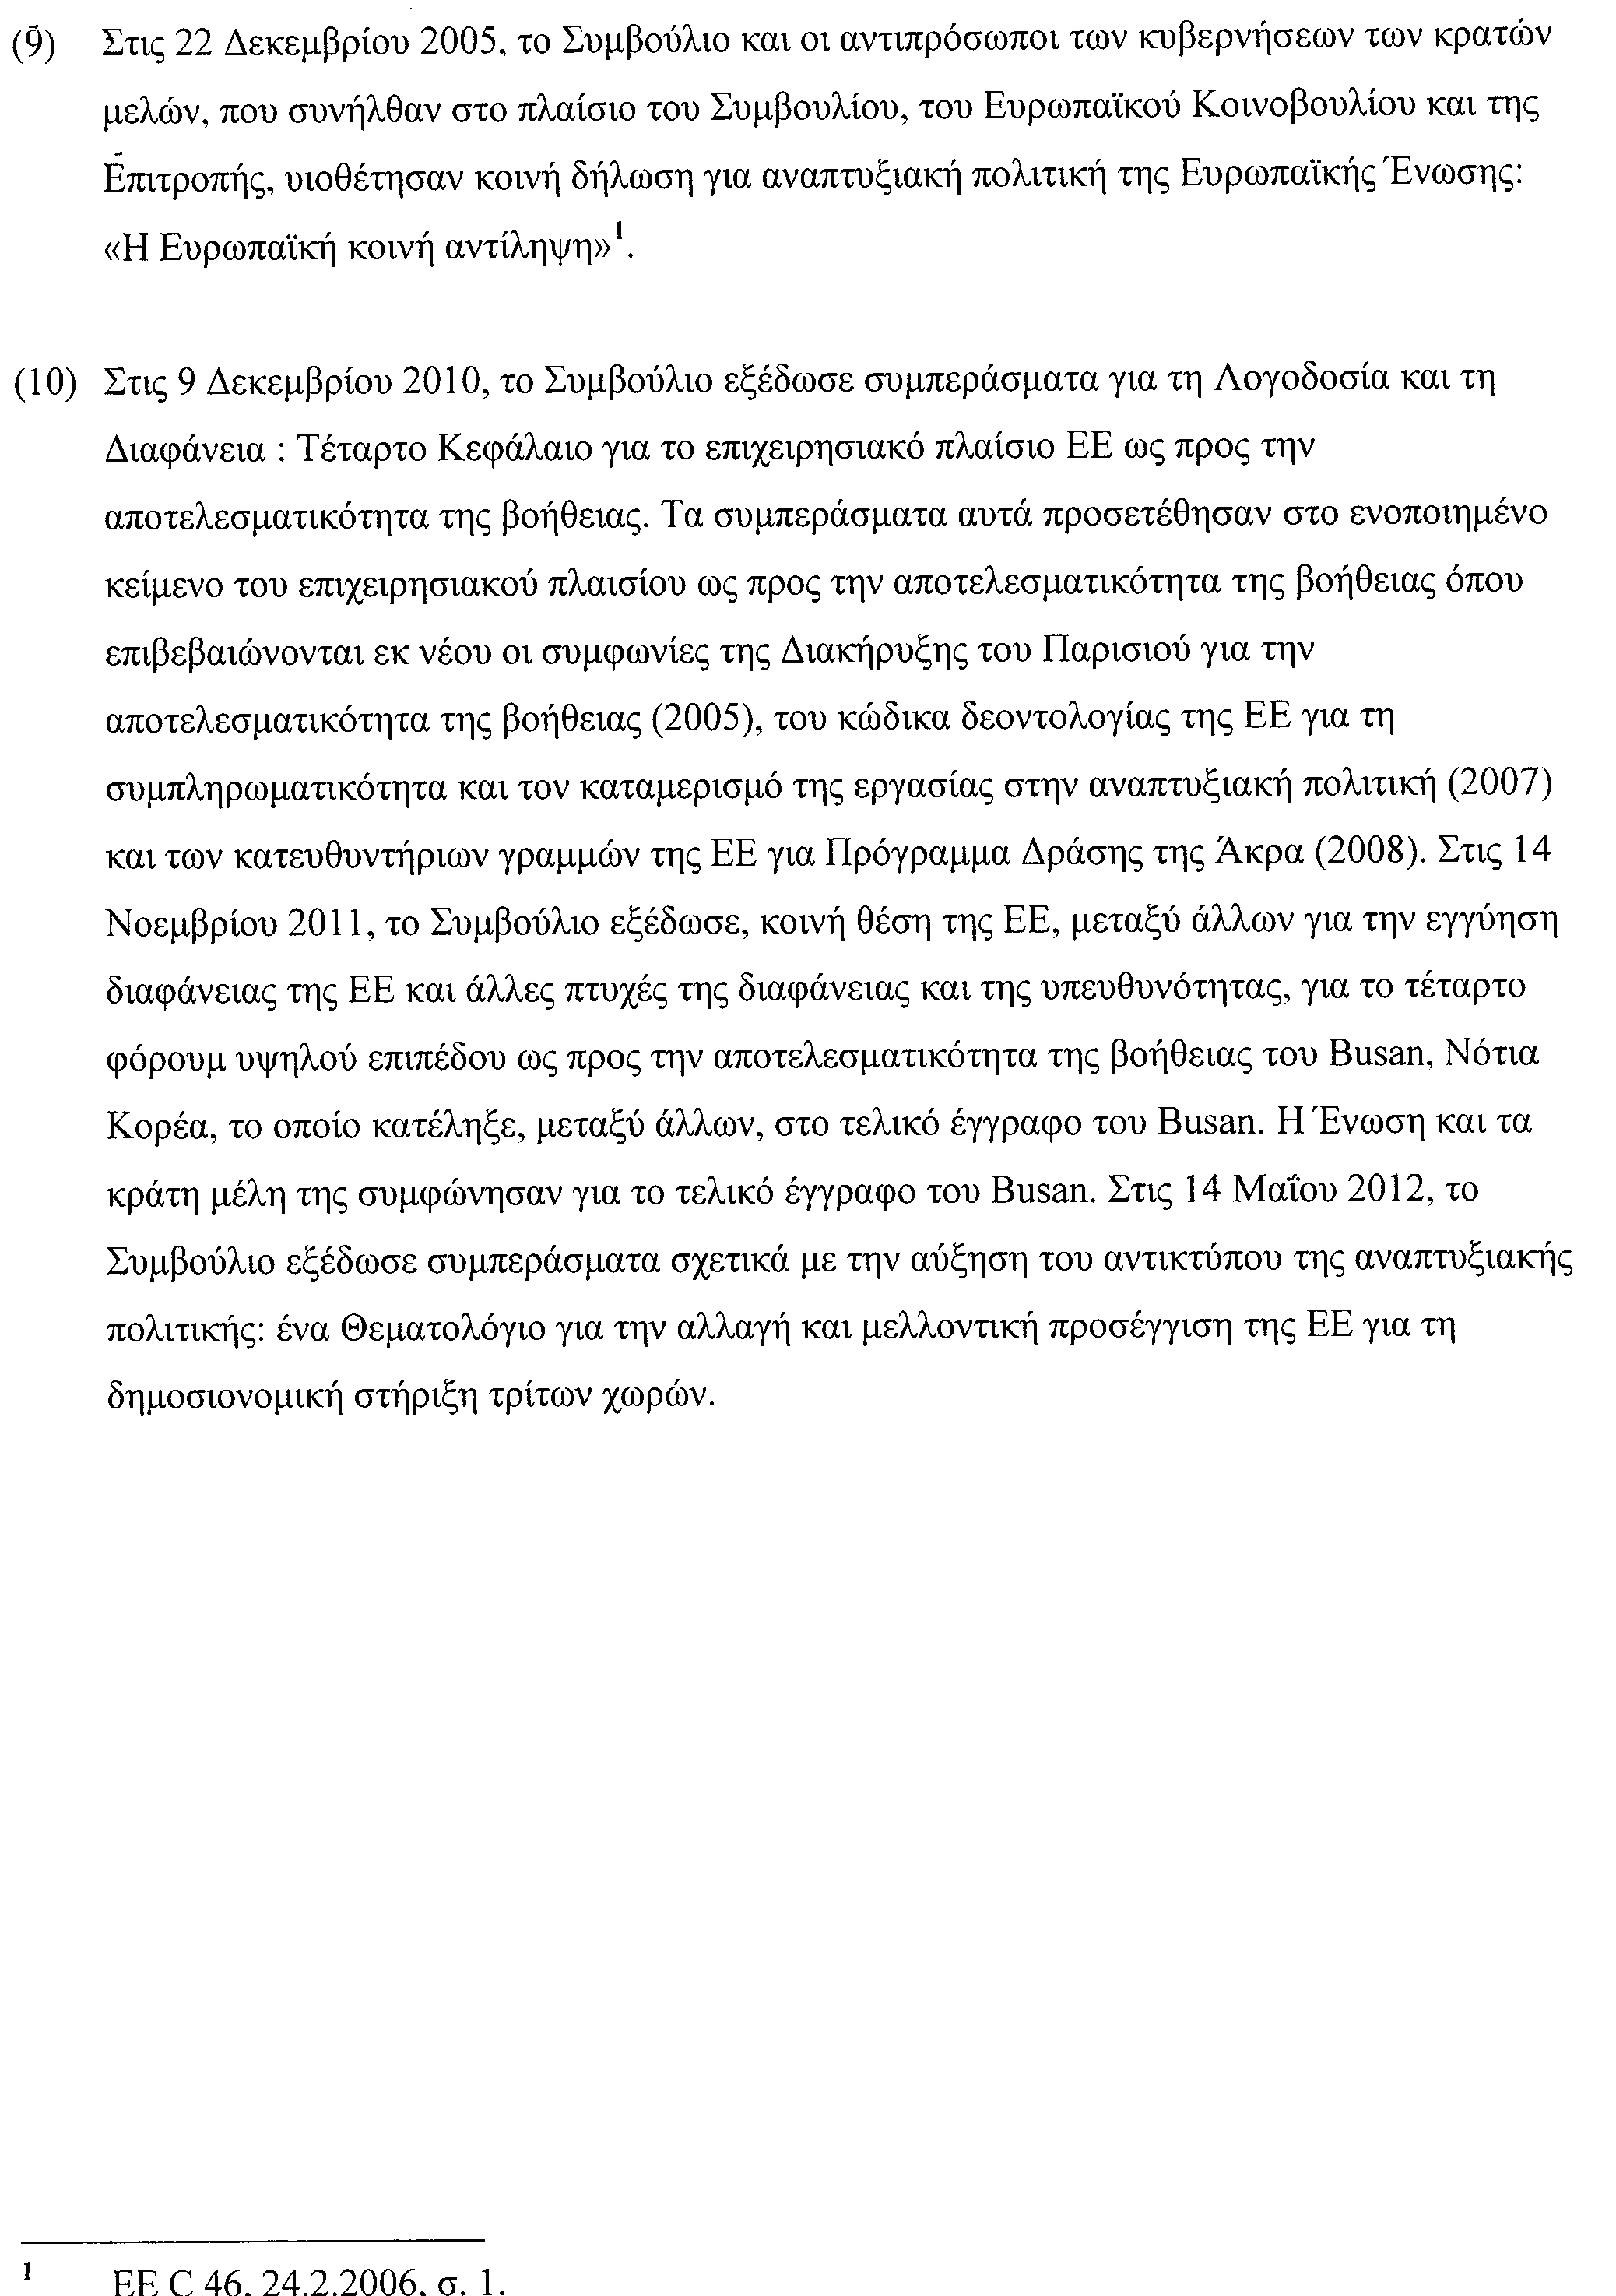 (9) Στις 22 Δεκεμβρίου 2005, το Συμβούλιο και οι αντιπρόσωποι των κυβερνήσεων των κρατών
μελών, που συνήλθαν στο πλαίσιο του Συμβουλίου, του Ευρωπαϊκού Κοινοβουλίου και της
Επιτροπής, υιοθέτησαν κοινή δήλωση για αναπτυξιακή πολιτική της Ευρωπαϊκής Ένωσης:
«Η Ευρωπαϊκή κοινή αντίληψη»¹.
(10) Στις 9 Δεκεμβρίου 2010, το Συμβούλιο εξέδωσε συμπεράσματα για τη Λογοδοσία και τη
Διαφάνεια : Τέταρτο Κεφάλαιο για το επιχειρησιακό πλαίσιο ΕΕ ως προς την
αποτελεσματικότητα της βοήθειας. Τα συμπεράσματα αυτά προσετέθησαν στο ενοποιημένο
κείμενο του επιχειρησιακού πλαισίου ως προς την αποτελεσματικότητα της βοήθειας όπου
επιβεβαιώνονται εκ νέου οι συμφωνίες της Διακήρυξης του Παρισιού για την
αποτελεσματικότητα της βοήθειας (2005), του κώδικα δεοντολογίας της ΕΕ για τη
συμπληρωματικότητα και τον καταμερισμό της εργασίας στην αναπτυξιακή πολιτική (2007)
και των κατευθυντήριων γραμμών της ΕΕ για Πρόγραμμα Δράσης της Άκρα (2008). Στις 14
Νοεμβρίου 2011, το Συμβούλιο εξέδωσε, κοινή θέση της ΕΕ, μεταξύ άλλων για την εγγύηση
διαφάνειας της ΕΕ και άλλες πτυχές της διαφάνειας και της υπευθυνότητας, για το τέταρτο
φόρουμ υψηλού επιπέδου ως προς την αποτελεσματικότητα της βοήθειας του Busan, Νότια
Κορέα, το οποίο κατέληξε, μεταξύ άλλων, στο τελικό έγγραφο του Busan. Η Ένωση και τα
κράτη μέλη της συμφώνησαν για το τελικό έγγραφο του Busan. Στις 14 Μαΐου 2012, το
Συμβούλιο εξέδωσε συμπεράσματα σχετικά με την αύξηση του αντικτύπου της αναπτυξιακής
πολιτικής: ένα Θεματολόγιο για την αλλαγή και μελλοντική προσέγγιση της ΕΕ για τη
δημοσιονομική στήριξη τρίτων χωρών.
¹ ΕΕ C 46, 24.2.2006, σ. 1.